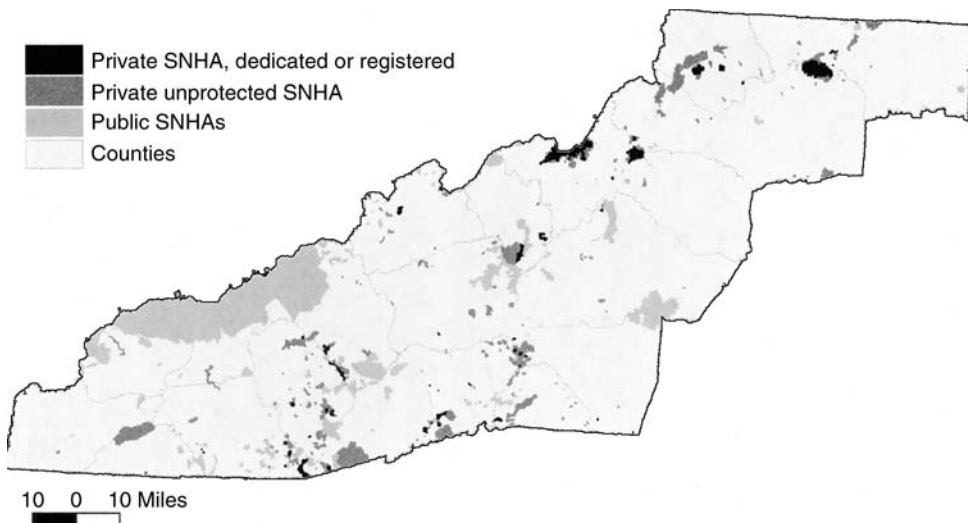 Private SNHA, dedicated or registered
Private unprotected SNHA
Public SNHAs
Counties
10 0 10 Miles